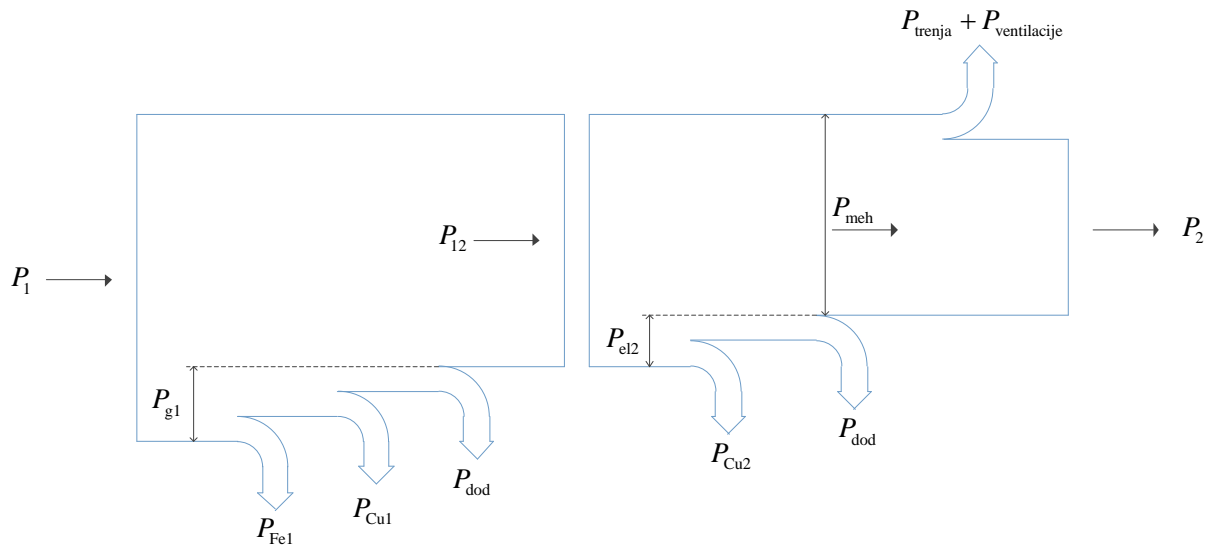 P_trenja + P_ventilacije
P_meh
P_12
P_2
P_1
P_el2
P_g1
P_dod
P_Cu2
P_dod
P_Cu1
P_Fe1